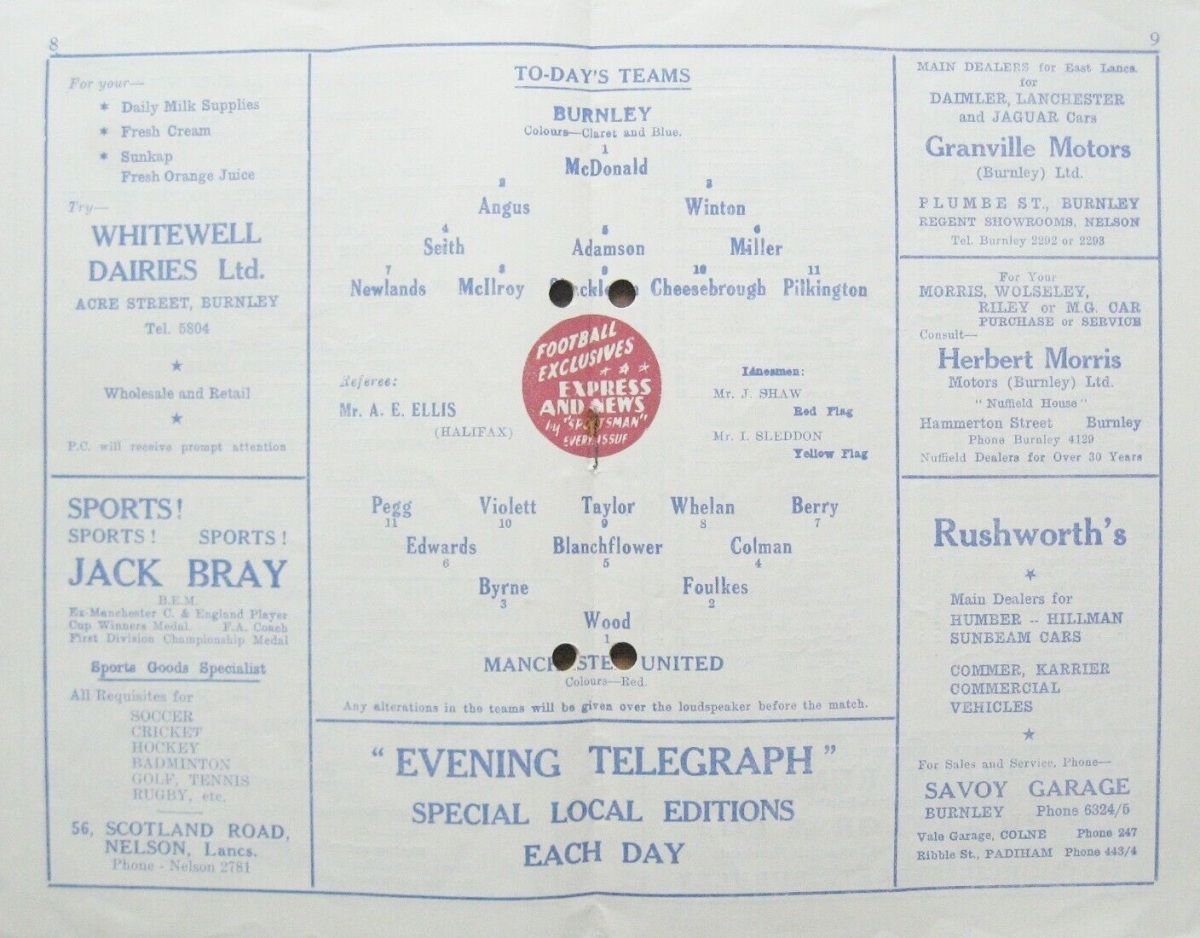 8
For your—
* Daily Milk Supplies
* Fresh Cream
* Sunkap
Fresh Orange Juice
Try—
WHITEWELL
DAIRIES Ltd.
ACRE STREET, BURNLEY
Tel. 5804
★
Wholesale and Retail
★
P.C. will receive prompt attention
SPORTS!
SPORTS! SPORTS!
JACK BRAY
B.E.M.
Ex-Manchester C. & England Player
Cup Winners Medal. F.A. Coach
First Division Championship Medal
Sports Goods Specialist
All Requisites for
SOCCER
CRICKET
HOCKEY
BADMINTON
GOLF, TENNIS
RUGBY, etc.
56, SCOTLAND ROAD,
NELSON, Lancs.
Phone - Nelson 2781
TO-DAY'S TEAMS
BURNLEY
Colours—Claret and Blue.
1
McDonald
2 3
Angus Winton
4 5 6
Seith Adamson Miller
7 8 9 10 11
Newlands McIlroy Cheesebrough Pilkington
FOOTBALL
EXCLUSIVES
EXPRESS
AND NEWS
by "SPORTSMAN"
EVERY ISSUE
Referee:
Mr. A. E. ELLIS
(HALIFAX)
Linesmen:
Mr. J. SHAW
Red Flag
Mr. I. SLEDDON
Yellow Flag
Pegg Violett Taylor Whelan Berry
11 10 9 8 7
Edwards Blanchflower Colman
6 5 4
Byrne Foulkes
3 2
Wood
1
MANCHESTER UNITED
Colours—Red.
Any alterations in the teams will be given over the loudspeaker before the match.
"EVENING TELEGRAPH"
SPECIAL LOCAL EDITIONS
EACH DAY
9
MAIN DEALERS for East Lancs.
for
DAIMLER, LANCHESTER
and JAGUAR Cars
Granville Motors
(Burnley) Ltd.
PLUMBE ST., BURNLEY
REGENT SHOWROOMS, NELSON
Tel. Burnley 2292 or 2293
For Your
MORRIS, WOLSELEY,
RILEY or M.G. CAR
PURCHASE or SERVICE
Consult—
Herbert Morris
Motors (Burnley) Ltd.
"Nuffield House"
Hammerton Street Burnley
Phone Burnley 4129
Nuffield Dealers for Over 30 Years
Rushworth's
★
Main Dealers for
HUMBER -- HILLMAN
SUNBEAM CARS
COMMER, KARRIER
COMMERCIAL
VEHICLES
★
For Sales and Service, Phone—
SAVOY GARAGE
BURNLEY Phone 6324/5
Vale Garage, COLNE Phone 247
Ribble St., PADIHAM Phone 443/4